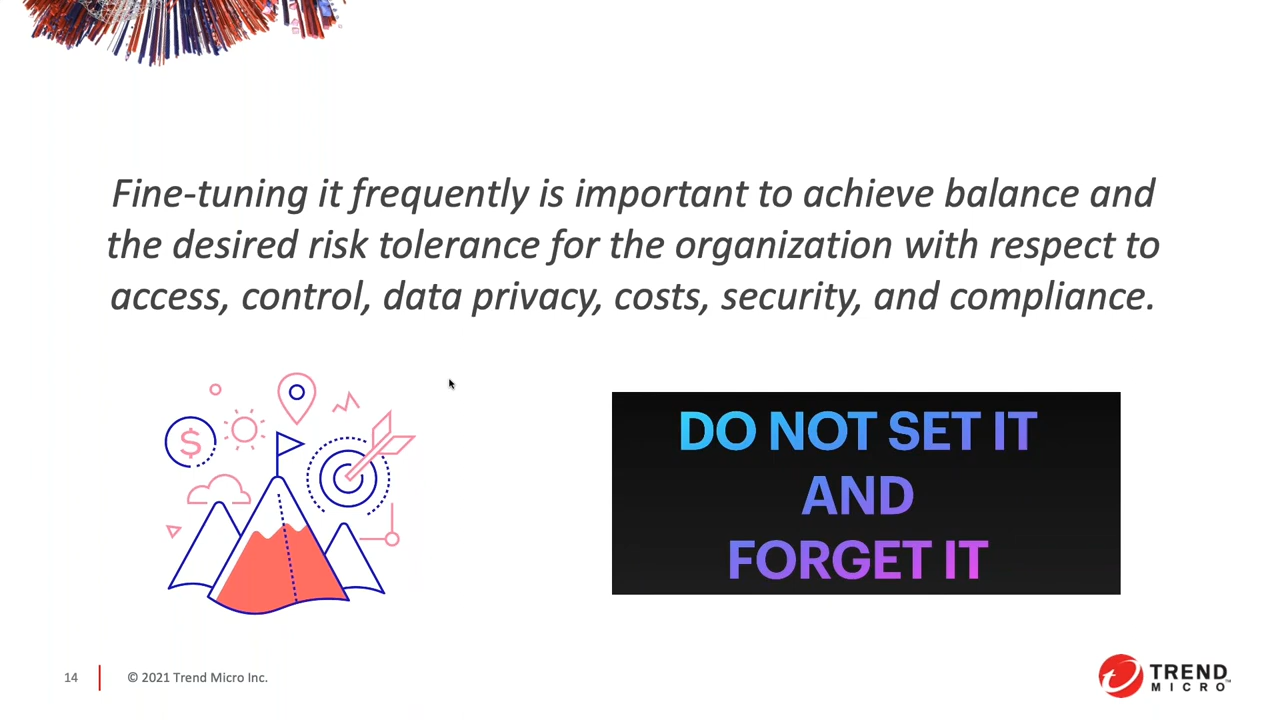 Fine-tuning it frequently is important to achieve balance and
the desired risk tolerance for the organization with respect to
access, control, data privacy, costs, security, and compliance.
$
DO NOT SET IT
AND
FORGET IT
14
© 2021 Trend Micro Inc.
TREND
MICRO™